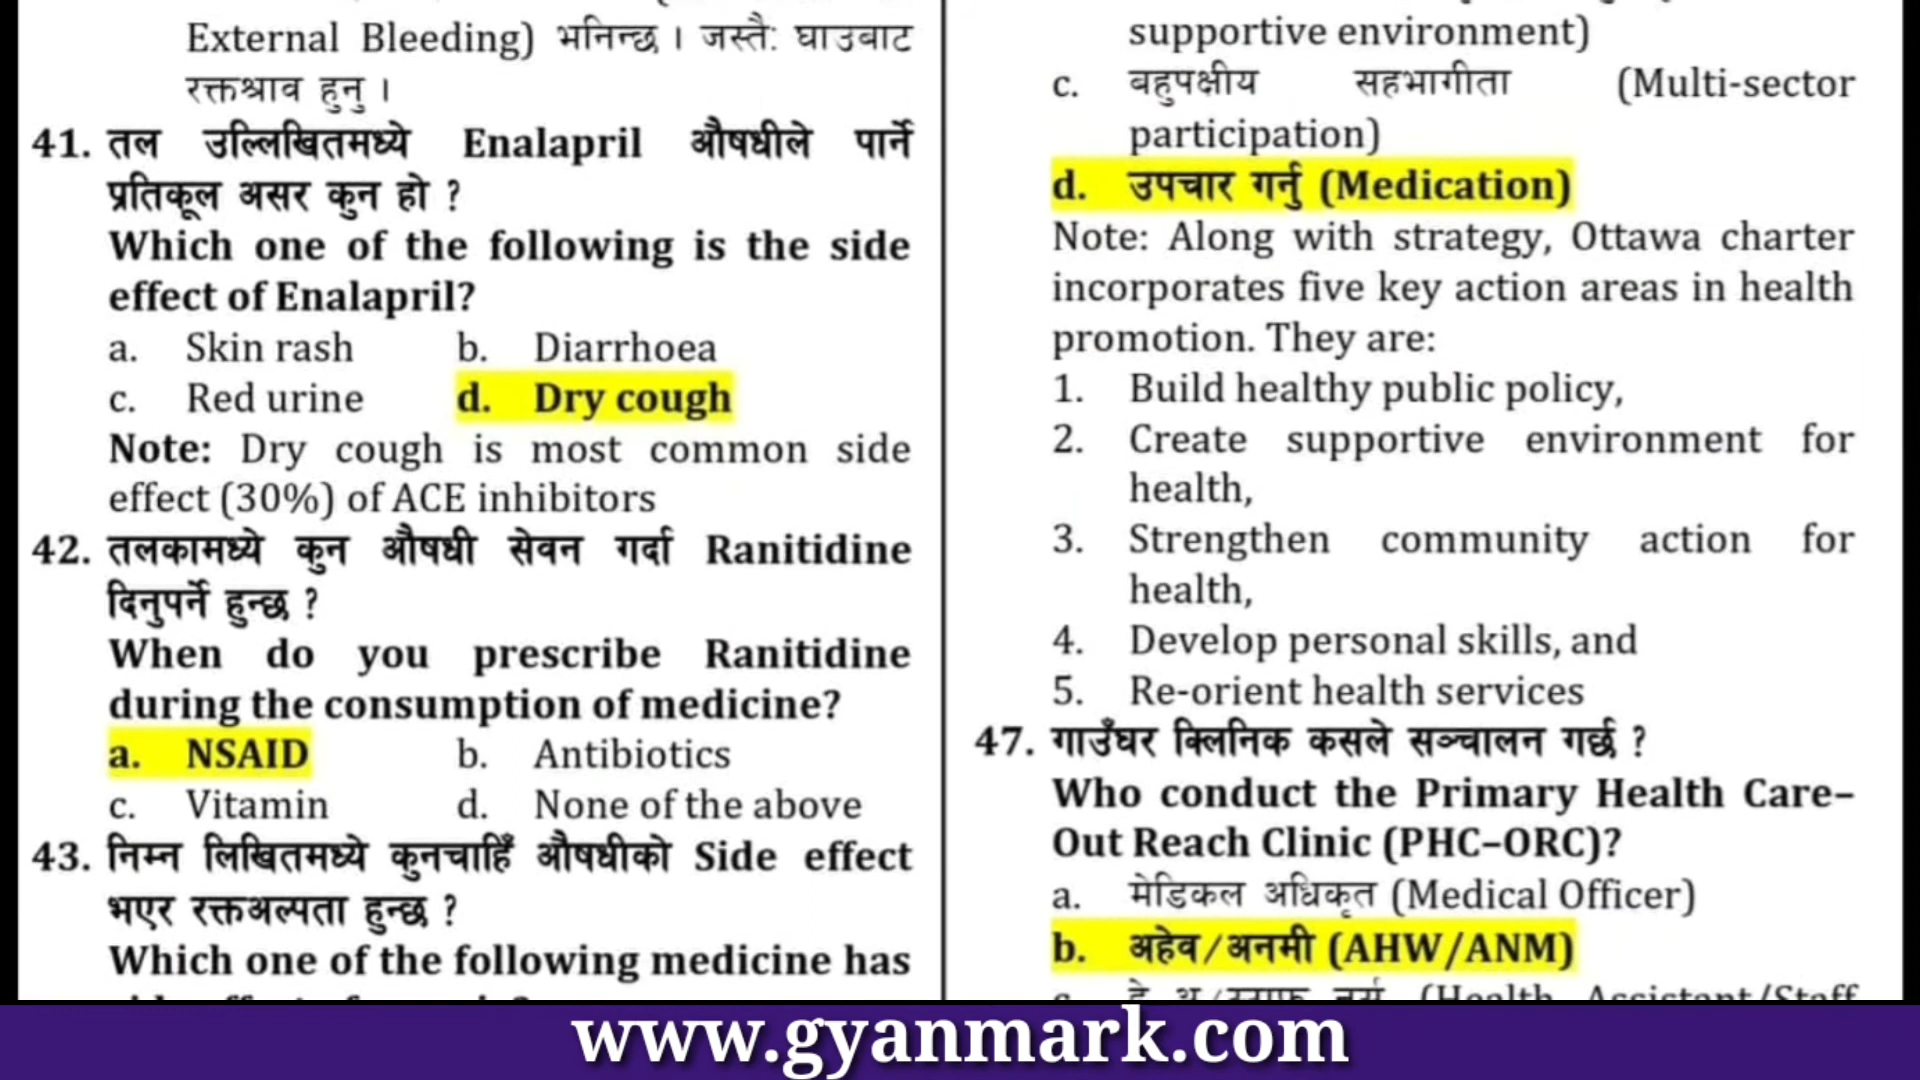 External Bleeding) भनिन्छ । जस्तै: घाउबाट
रक्तश्राव हुनु ।
41. तल उल्लिखितमध्ये Enalapril औषधीले पार्ने
प्रतिकूल असर कुन हो ?
Which one of the following is the side
effect of Enalapril?
a. Skin rash b. Diarrhoea
c. Red urine d. Dry cough
Note: Dry cough is most common side
effect (30%) of ACE inhibitors
42. तलकामध्ये कुन औषधी सेवन गर्दा Ranitidine
दिनुपर्ने हुन्छ ?
When do you prescribe Ranitidine
during the consumption of medicine?
a. NSAID b. Antibiotics
c. Vitamin d. None of the above
43. निम्न लिखितमध्ये कुनचाहिँ औषधीको Side effect
भएर रक्तअल्पता हुन्छ ?
Which one of the following medicine has
supportive environment)
c. बहुपक्षीय सहभागीता (Multi-sector
participation)
d. उपचार गर्नु (Medication)
Note: Along with strategy, Ottawa charter
incorporates five key action areas in health
promotion. They are:
1. Build healthy public policy,
2. Create supportive environment for
health,
3. Strengthen community action for
health,
4. Develop personal skills, and
5. Re-orient health services
47. गाउँघर क्लिनिक कसले सञ्चालन गर्छ ?
Who conduct the Primary Health Care–
Out Reach Clinic (PHC–ORC)?
a. मेडिकल अधिकृत (Medical Officer)
b. अहेव/अनमी (AHW/ANM)
(Health Assistant/Staff
www.gyanmark.com